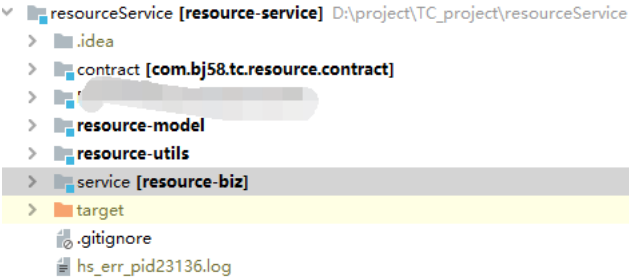 resourceService [resource-service] D:\project\TC_project\resourceService
.idea
contract [com.bj58.tc.resource.contract]
resource-model
resource-utils
service [resource-biz]
target
.gitignore
hs_err_pid23136.log